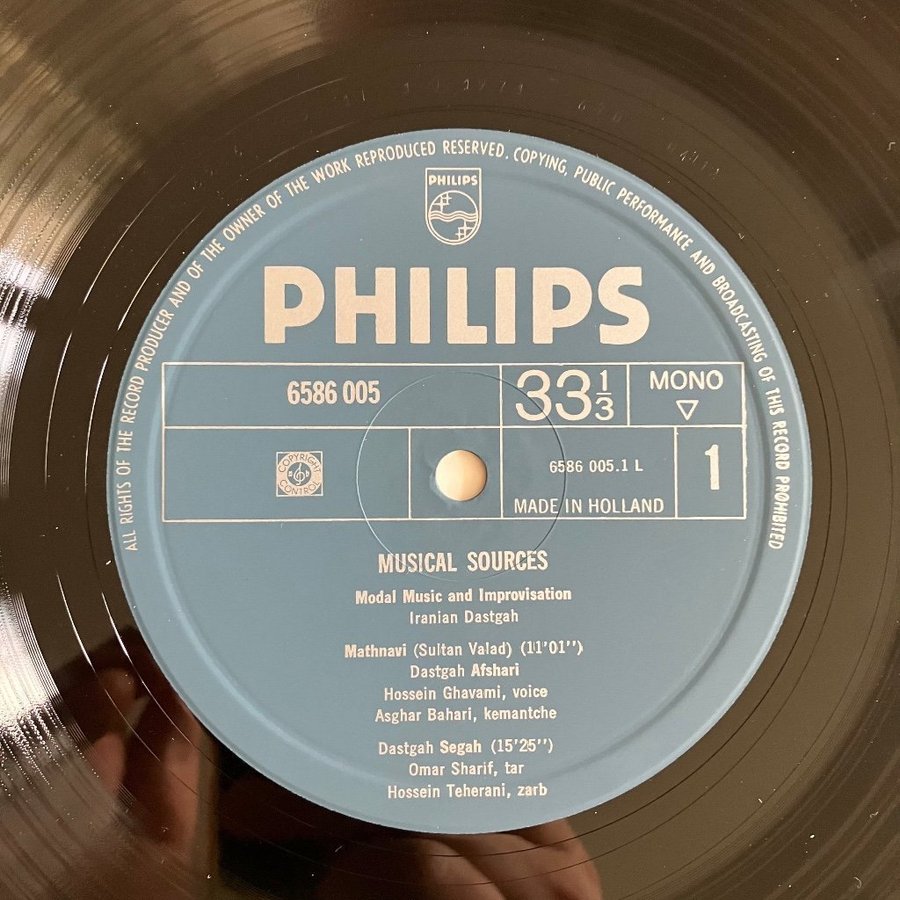 ALL RIGHTS OF THE RECORD PRODUCER AND OF THE OWNER OF THE WORK REPRODUCED RESERVED. COPYING, PUBLIC PERFORMANCE AND BROADCASTING OF THIS RECORD PROHIBITED
PHILIPS
PHILIPS
6586 005
33 1/3
MONO
COPYRIGHT CONTROL
6586 005.1 L
MADE IN HOLLAND
1
MUSICAL SOURCES
Modal Music and Improvisation
Iranian Dastgah
Mathnavi (Sultan Valad) (11'01")
Dastgah Afshari
Hossein Ghavami, voice
Asghar Bahari, kemantche
Dastgah Segah (15'25")
Omar Sharif, tar
Hossein Teherani, zarb